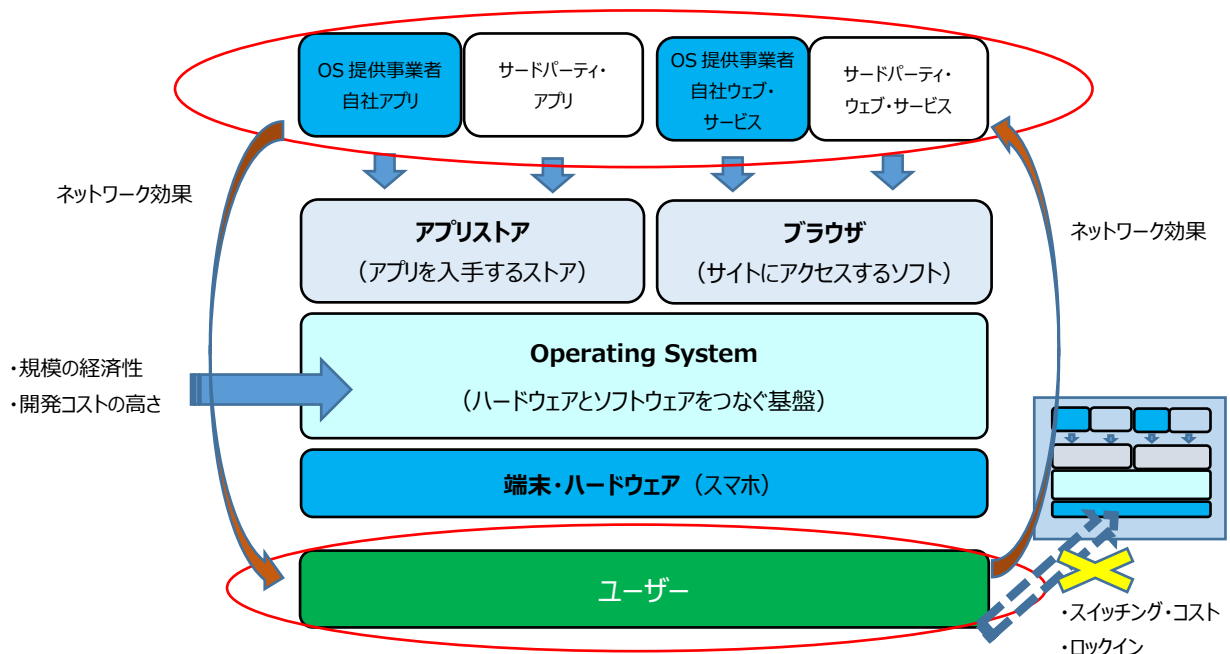 OS 提供事業者
自社アプリ
サードパーティ・
アプリ
OS 提供事業者
自社ウェブ・
サービス
サードパーティ・
ウェブ・サービス
ネットワーク効果
ネットワーク効果
アプリストア
（アプリを入手するストア）
ブラウザ
（サイトにアクセスするソフト）
Operating System
（ハードウェアとソフトウェアをつなぐ基盤）
・規模の経済性
・開発コストの高さ
端末・ハードウェア（スマホ）
ユーザー
・スイッチング・コスト
・ロックイン